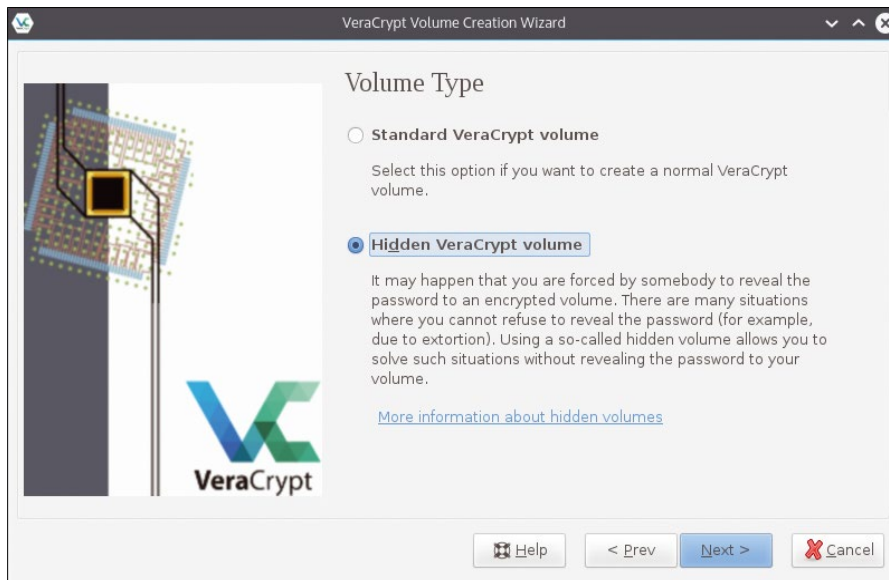 VeraCrypt Volume Creation Wizard
Volume Type
Standard VeraCrypt volume
Select this option if you want to create a normal VeraCrypt
volume.
Hidden VeraCrypt volume
It may happen that you are forced by somebody to reveal the
password to an encrypted volume. There are many situations
where you cannot refuse to reveal the password (for example,
due to extortion). Using a so-called hidden volume allows you to
solve such situations without revealing the password to your
volume.
More information about hidden volumes
VeraCrypt
Help
< Prev
Next >
Cancel